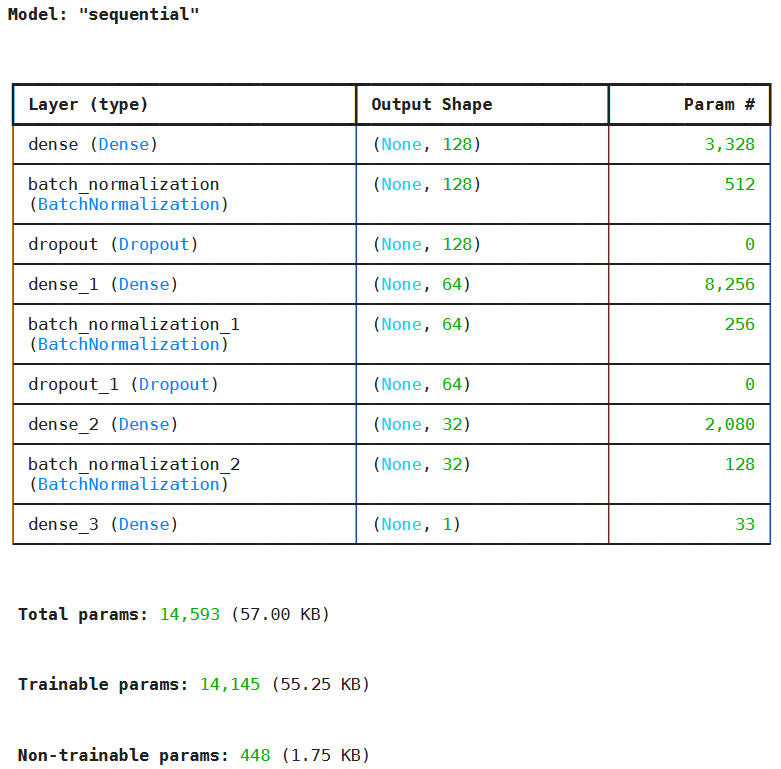 Model: "sequential"
Layer (type) Output Shape Param #
dense (Dense) (None, 128) 3,328
batch_normalization (None, 128) 512
(BatchNormalization)
dropout (Dropout) (None, 128) 0
dense_1 (Dense) (None, 64) 8,256
batch_normalization_1 (None, 64) 256
(BatchNormalization)
dropout_1 (Dropout) (None, 64) 0
dense_2 (Dense) (None, 32) 2,080
batch_normalization_2 (None, 32) 128
(BatchNormalization)
dense_3 (Dense) (None, 1) 33
Total params: 14,593 (57.00 KB)
Trainable params: 14,145 (55.25 KB)
Non-trainable params: 448 (1.75 KB)